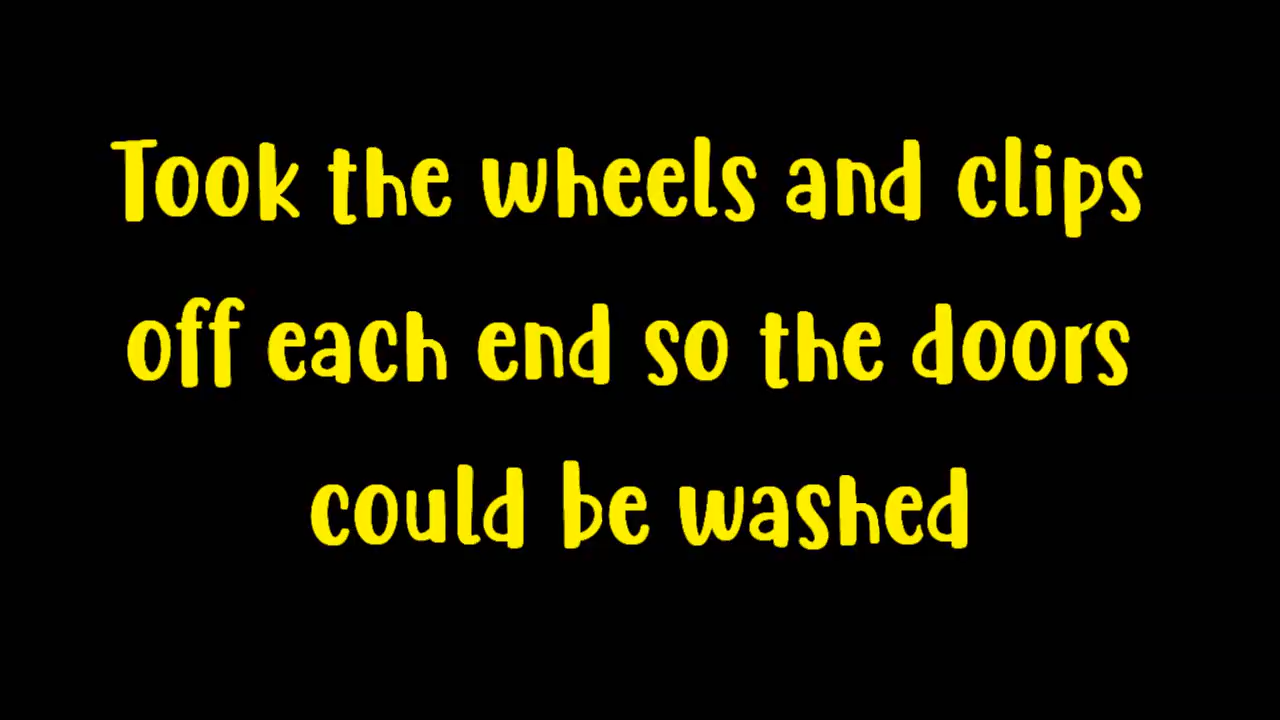 Took the wheels and clips
off each end so the doors
could be washed